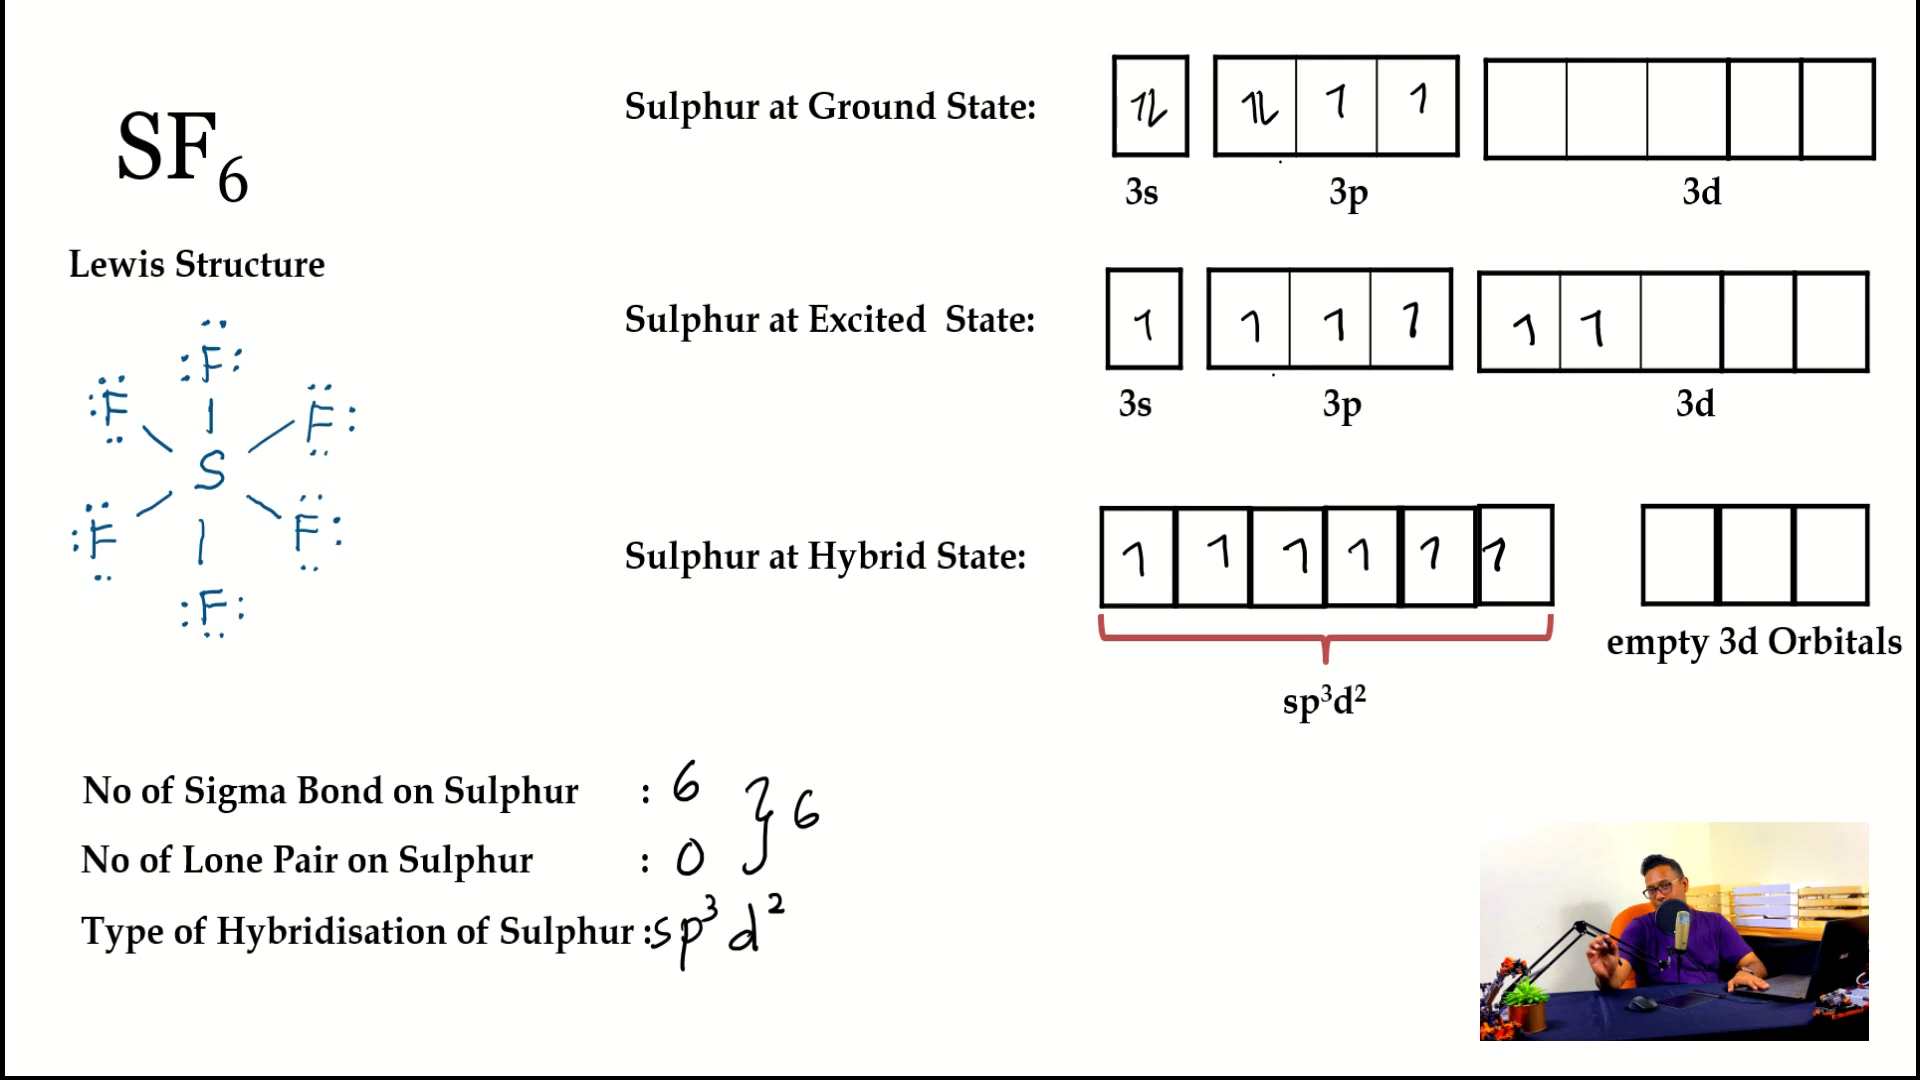 SF₆
Lewis Structure
F
F
F
S
F
F
F
Sulphur at Ground State:
3s
3p
3d
Sulphur at Excited State:
3s
3p
3d
Sulphur at Hybrid State:
sp³d²
empty 3d Orbitals
No of Sigma Bond on Sulphur : 6
} 6
No of Lone Pair on Sulphur : 0
Type of Hybridisation of Sulphur : sp³d²